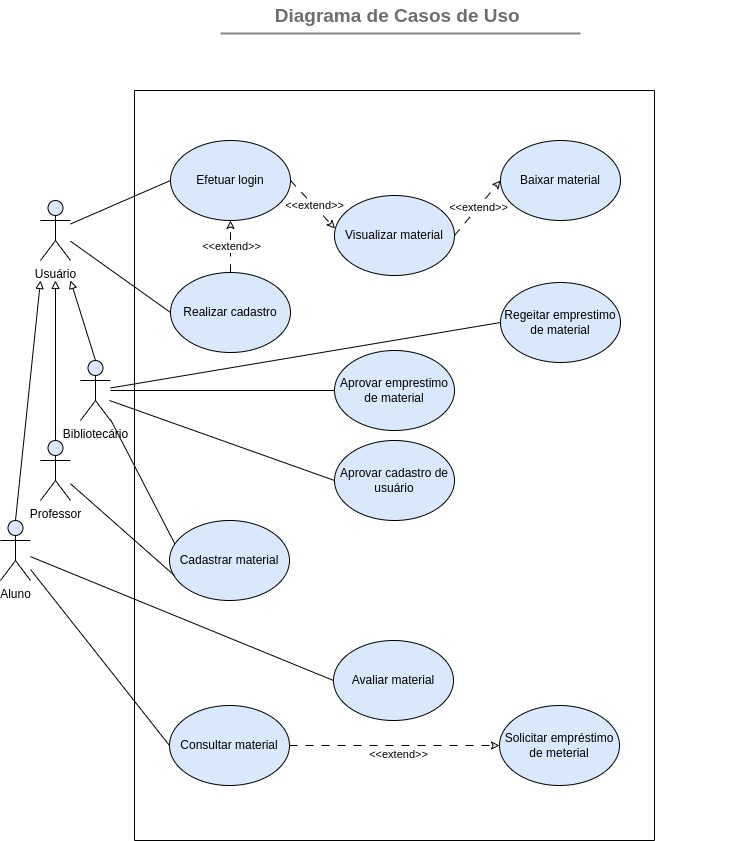 Diagrama de Casos de Uso
Efetuar login
Baixar material
<<extend>>
<<extend>>
Visualizar material
<<extend>>
Usuário
Realizar cadastro
Regeitar emprestimo
de material
Aprovar emprestimo
de material
Bibliotecário
Aprovar cadastro de
usuário
Professor
Cadastrar material
Aluno
Avaliar material
Consultar material
<<extend>>
Solicitar empréstimo
de meterial